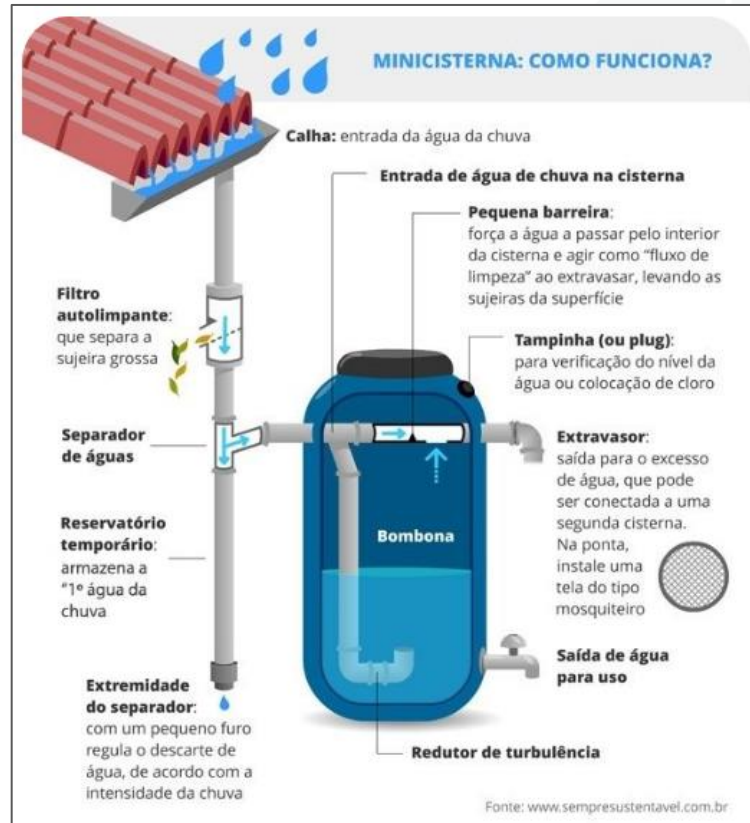 MINICISTERNA: COMO FUNCIONA?
Calha: entrada da água da chuva
Entrada de água de chuva na cisterna
Pequena barreira:
força a água a passar pelo interior
da cisterna e agir como “fluxo de
limpeza” ao extravasar, levando as
sujeiras da superfície
Filtro
autolimpante:
que separa a
sujeira grossa
Tampinha (ou plug):
para verificação do nível da
água ou colocação de cloro
Separador
de águas
Extravasor:
saída para o excesso
de água, que pode
ser conectada a uma
segunda cisterna.
Na ponta,
instale uma
tela do tipo
mosquiteiro
Bombona
Reservatório
temporário:
armazena a
“1º água da
chuva
Saída de água
para uso
Extremidade
do separador:
com um pequeno furo
regula o descarte de
água, de acordo com a
intensidade da chuva
Redutor de turbulência
Fonte: www.sempresustentavel.com.br